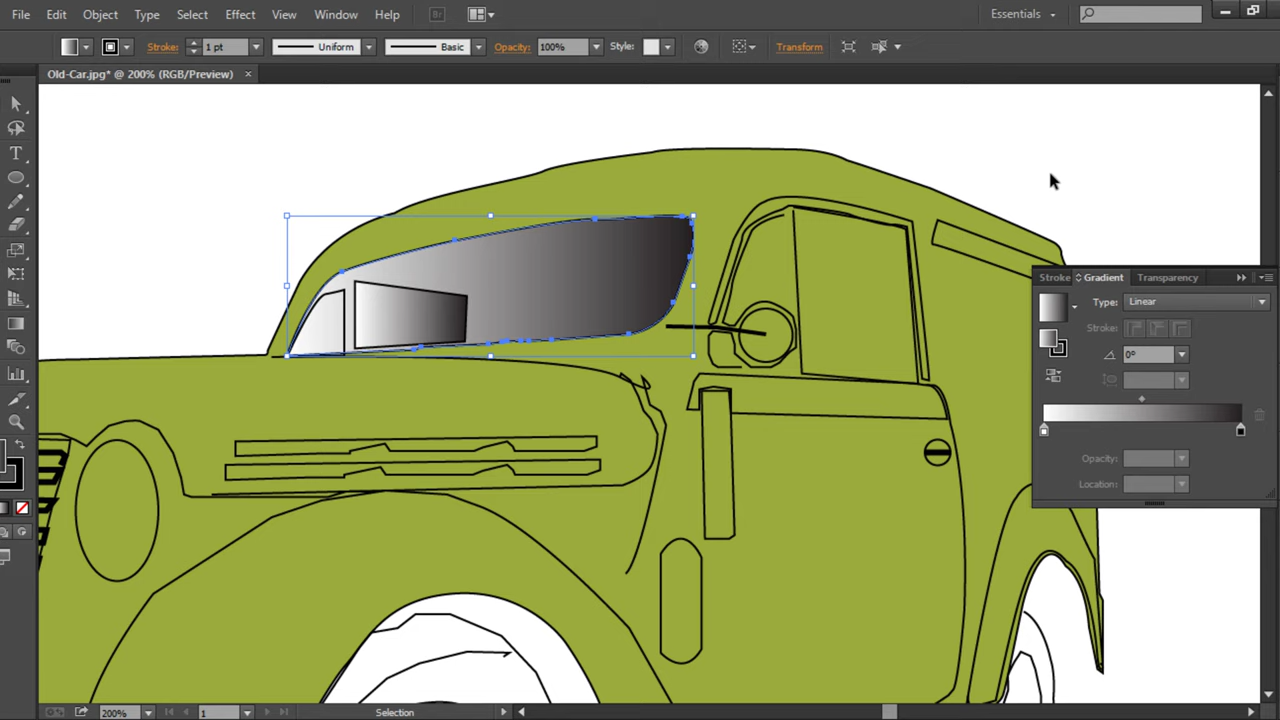 File Edit Object Type Select Effect View Window Help Br Essentials
Stroke: 1 pt Uniform Basic Opacity: 100% Style: Transform
Old-Car.jpg* @ 200% (RGB/Preview) ×
Stroke Gradient Transparency
Type: Linear
Stroke:
0°
Opacity:
Location:
200% 1 Selection